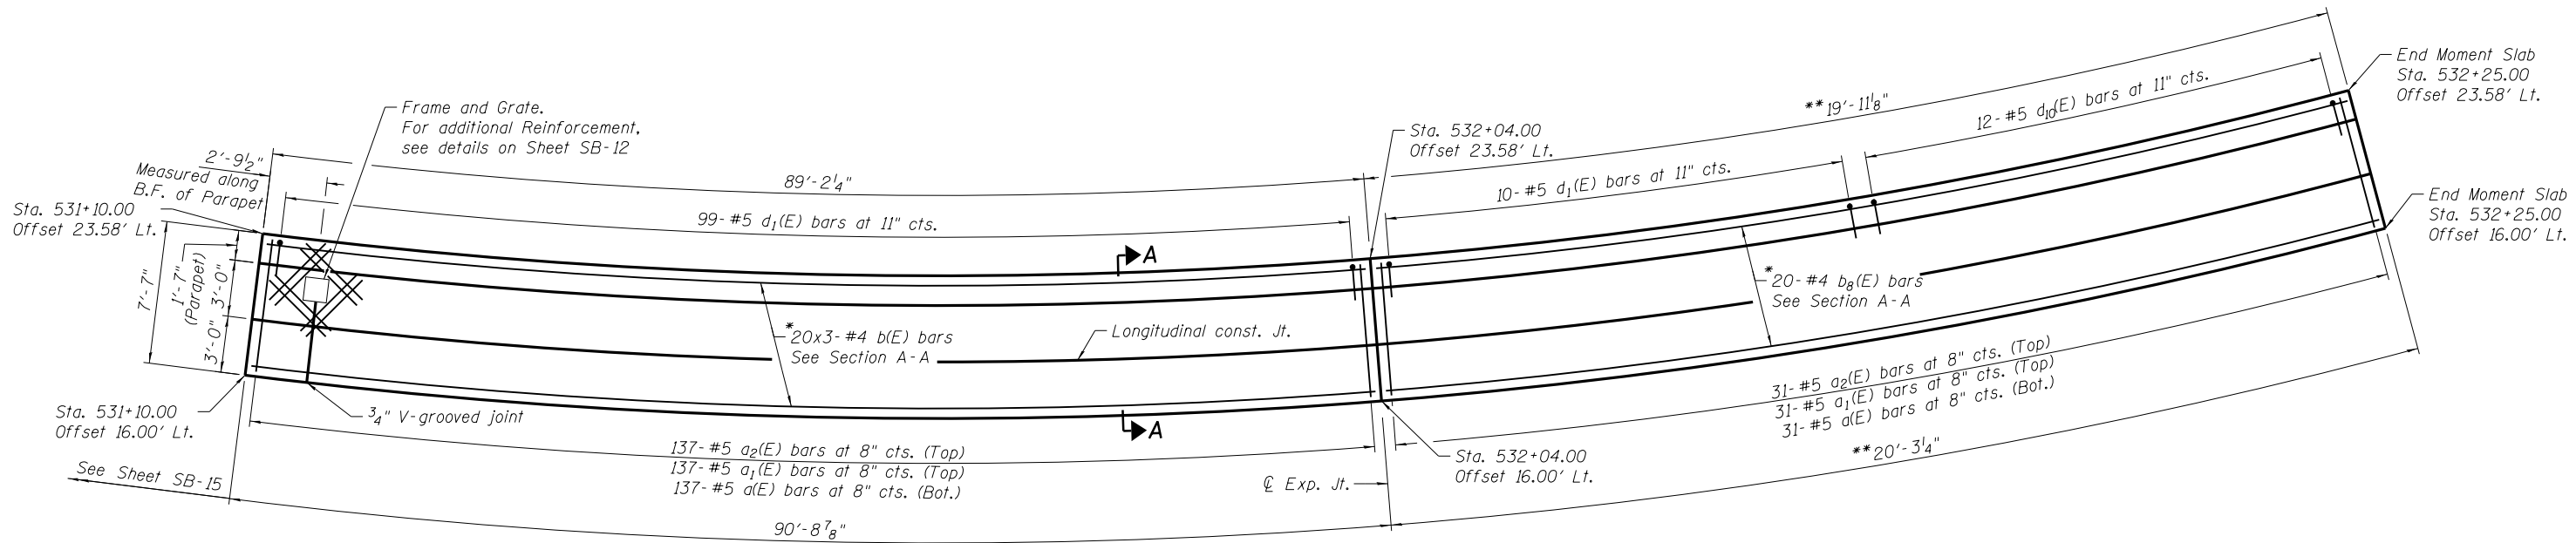 Frame and Grate.
For additional Reinforcement,
see details on Sheet SB-12
2'-9½"
Measured along
B.F. of Parapet
Sta. 531+10.00
Offset 23.58' Lt.
89'-2¼"
99-#5 d₁(E) bars at 11" cts.
Sta. 532+04.00
Offset 23.58' Lt.
**19'-11⅛"
10-#5 d₁(E) bars at 11" cts.
12-#5 d₁₀(E) bars at 11" cts.
End Moment Slab
Sta. 532+25.00
Offset 23.58' Lt.
End Moment Slab
Sta. 532+25.00
Offset 16.00' Lt.
7'-7"
1'-7"
(Parapet)
3'-0"
3'-0"
A
*20x3-#4 b(E) bars
See Section A-A
Longitudinal const. Jt.
*20-#4 b₈(E) bars
See Section A-A
Sta. 531+10.00
Offset 16.00' Lt.
¾" V-grooved joint
A
137-#5 a₂(E) bars at 8" cts. (Top)
137-#5 a₁(E) bars at 8" cts. (Top)
137-#5 a(E) bars at 8" cts. (Bot.)
31-#5 a₂(E) bars at 8" cts. (Top)
31-#5 a₁(E) bars at 8" cts. (Top)
31-#5 a(E) bars at 8" cts. (Bot.)
Sta. 532+04.00
Offset 16.00' Lt.
℄ Exp. Jt.
**20'-3¼"
See Sheet SB-15
90'-8⅞"